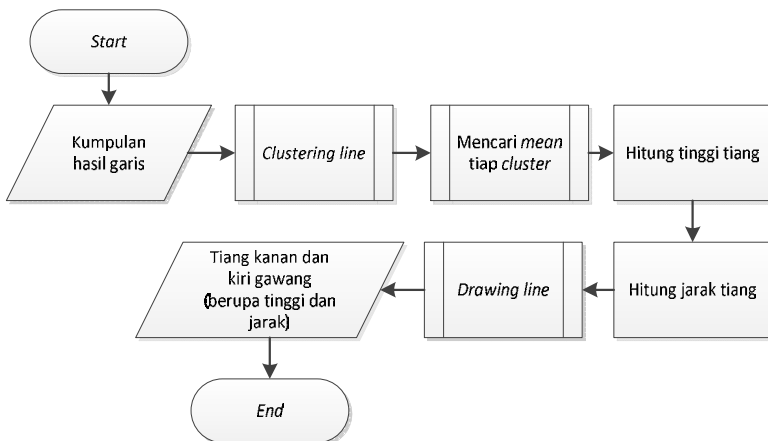 Start
Kumpulan
hasil garis
Clustering line
Mencari mean
tiap cluster
Hitung tinggi tiang
Tiang kanan dan
kiri gawang
(berupa tinggi dan
jarak)
Drawing line
Hitung jarak tiang
End